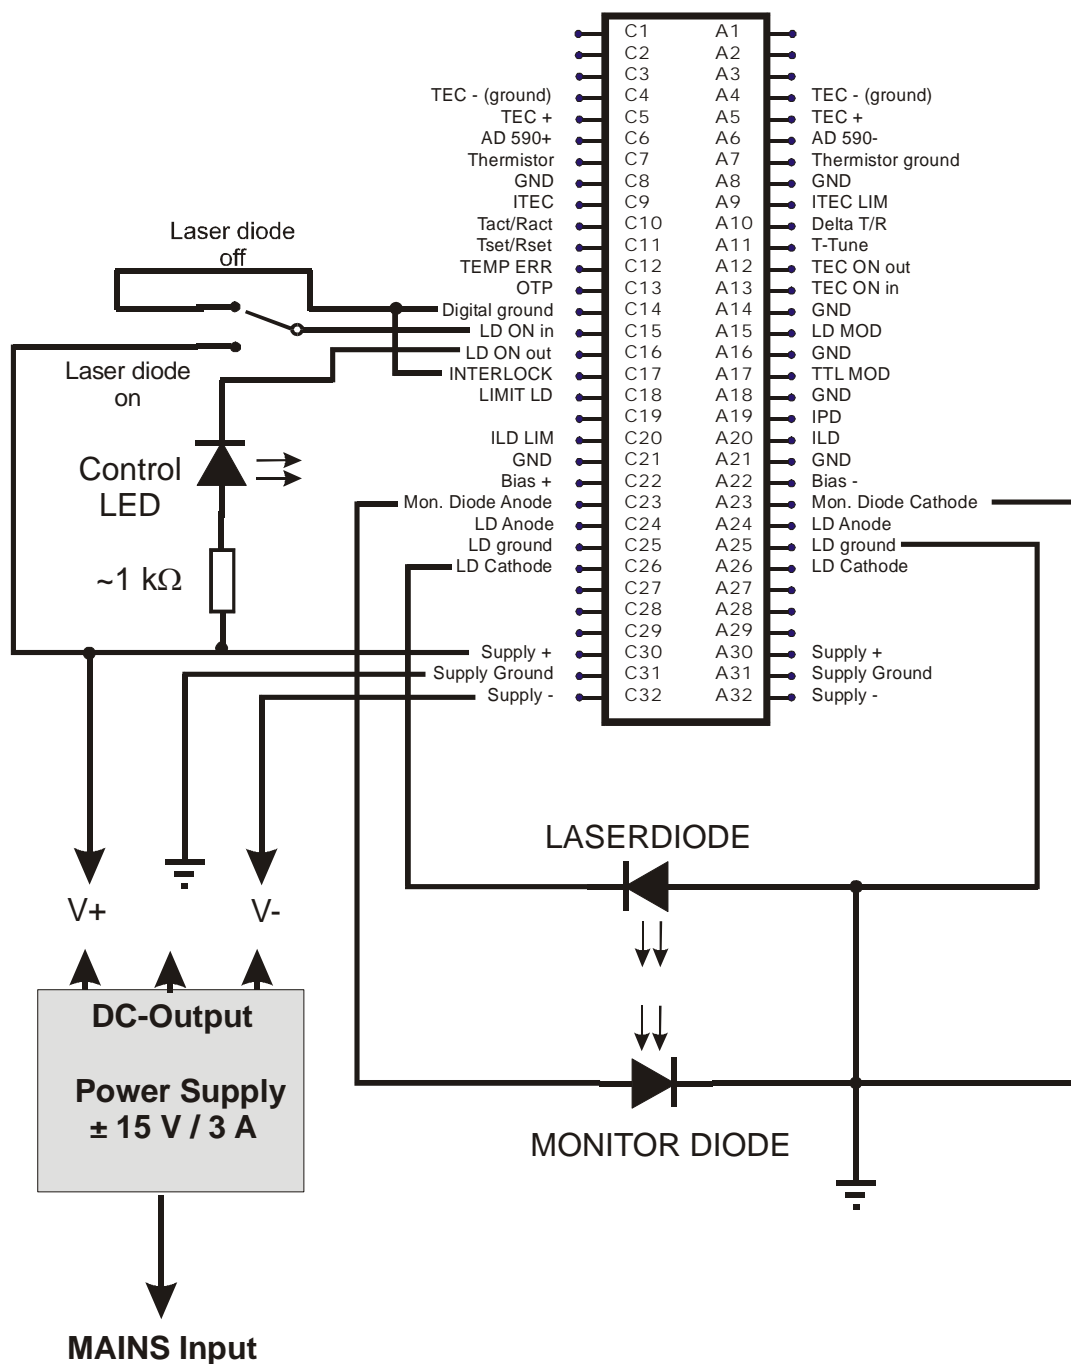 C1 A1
C2 A2
C3 A3
TEC - (ground) C4 A4 TEC - (ground)
TEC + C5 A5 TEC +
AD 590+ C6 A6 AD 590-
Thermistor C7 A7 Thermistor ground
GND C8 A8 GND
ITEC C9 A9 ITEC LIM
Tact/Ract C10 A10 Delta T/R
Tset/Rset C11 A11 T-Tune
TEMP ERR C12 A12 TEC ON out
OTP C13 A13 TEC ON in
Digital ground C14 A14 GND
LD ON in C15 A15 LD MOD
LD ON out C16 A16 GND
INTERLOCK C17 A17 TTL MOD
LIMIT LD C18 A18 GND
C19 A19 IPD
ILD LIM C20 A20 ILD
GND C21 A21 GND
Bias + C22 A22 Bias -
Mon. Diode Anode C23 A23 Mon. Diode Cathode
LD Anode C24 A24 LD Anode
LD ground C25 A25 LD ground
LD Cathode C26 A26 LD Cathode
C27 A27
C28 A28
C29 A29
Supply + C30 A30 Supply +
Supply Ground C31 A31 Supply Ground
Supply - C32 A32 Supply -
Laser diode
off
Laser diode
on
Control
LED
~1 kΩ
LASERDIODE
V+ V-
DC-Output
Power Supply
± 15 V / 3 A
MONITOR DIODE
MAINS Input